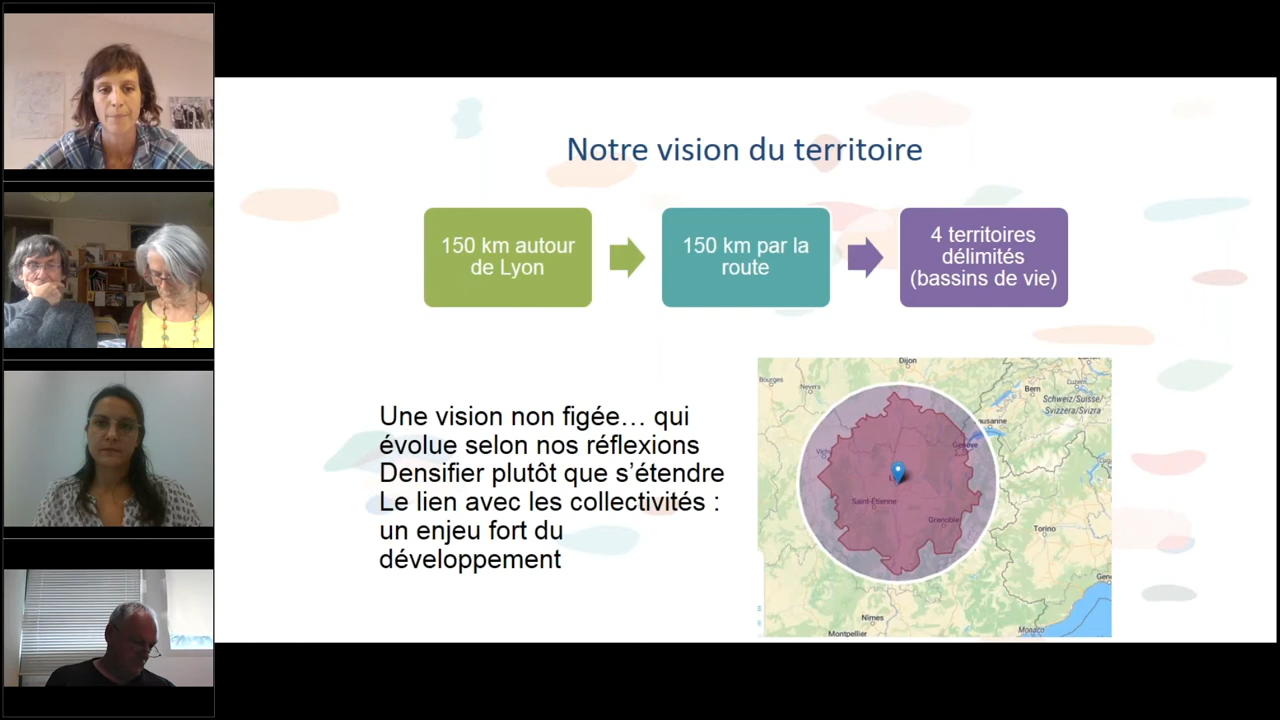 Notre vision du territoire
150 km autour
de Lyon
150 km par la
route
4 territoires
délimités
(bassins de vie)
Une vision non figée… qui
évolue selon nos réflexions
Densifier plutôt que s’étendre
Le lien avec les collectivités :
un enjeu fort du
développement
Dijon
Bourges
Nevers
Bern
Luzern
Schweiz/Suisse/
Svizzera/Svizra
Lausanne
Genève
Vichy
Saint-Étienne
Grenoble
Torino
Nimes
Monaco
Montpellier